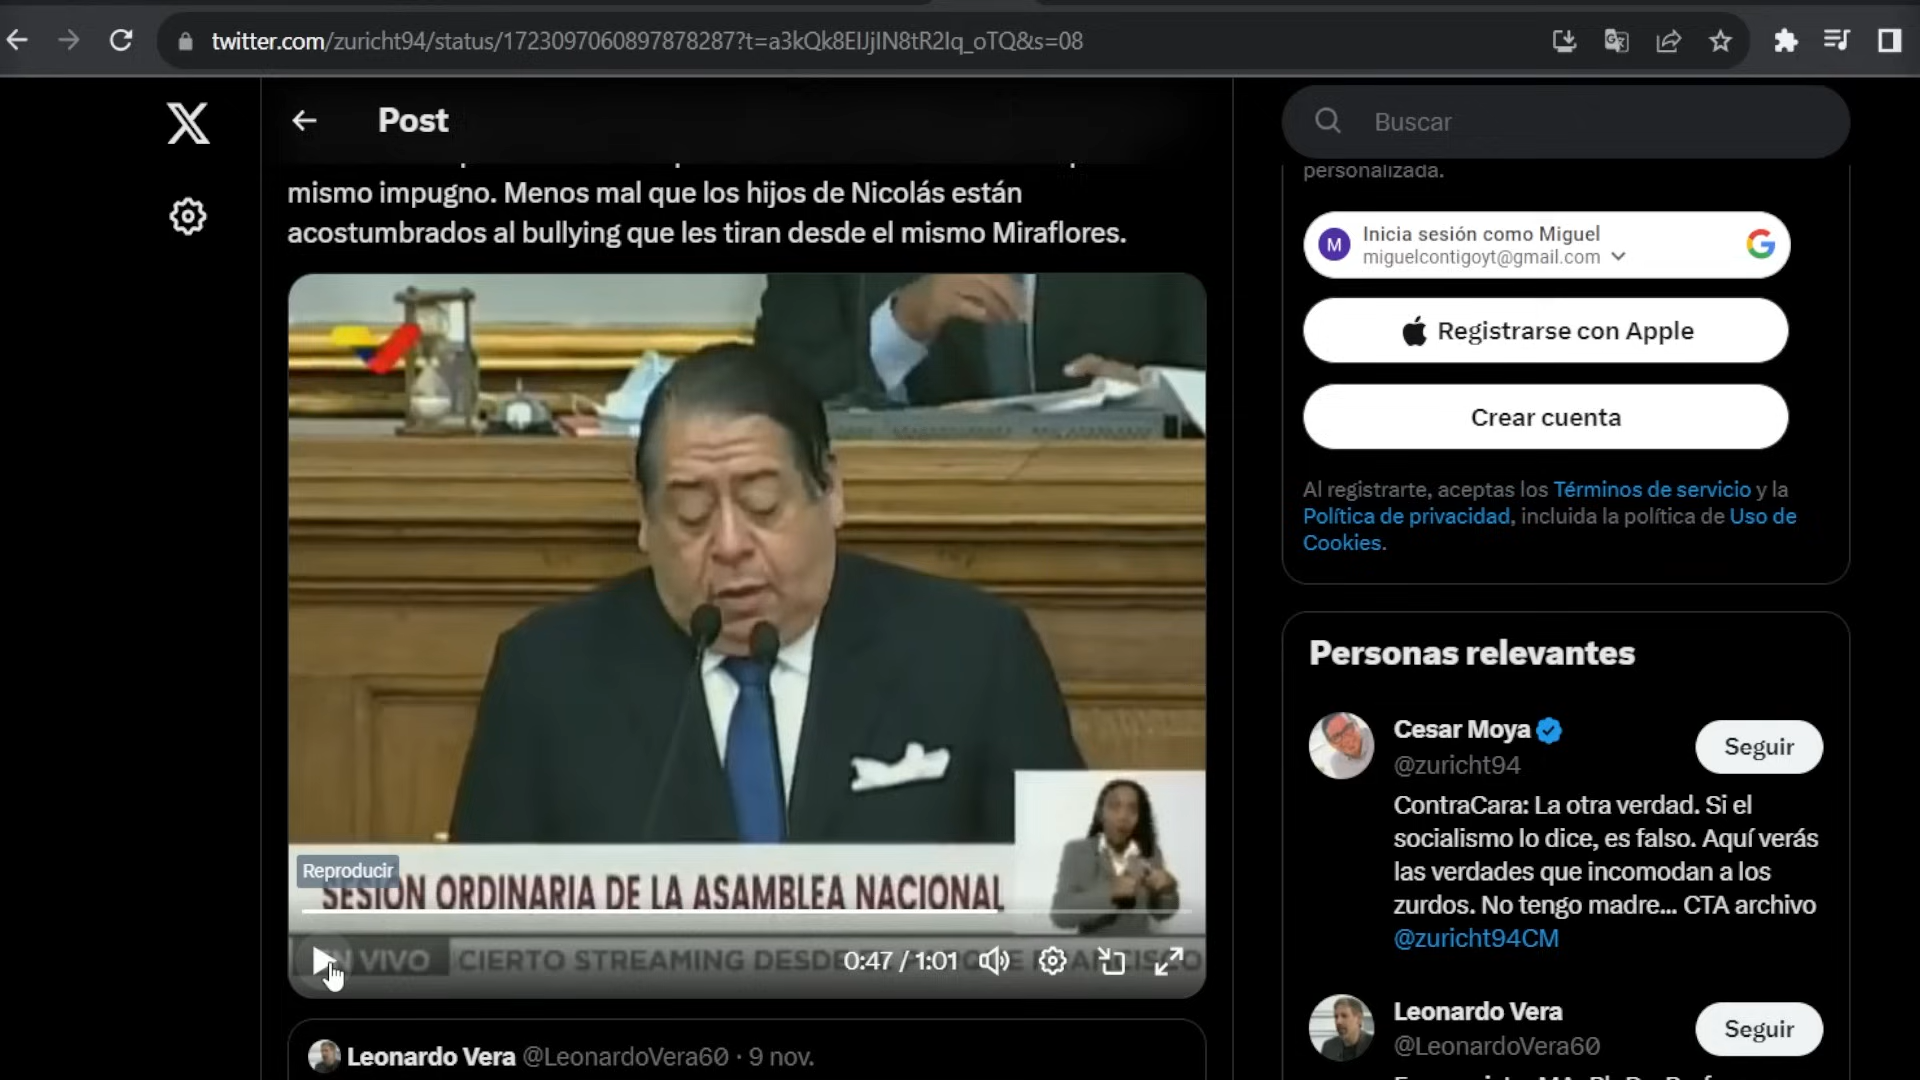 twitter.com/zuricht94/status/1723097060897878287?t=a3kQk8ElJjIN8tR2Iq_oTQ&s=08
Post
Buscar
mismo impugno. Menos mal que los hijos de Nicolás están
acostumbrados al bullying que les tiran desde el mismo Miraflores.
Reproducir
SESIÓN ORDINARIA DE LA ASAMBLEA NACIONAL
VIVO
CIERTO STREAMING DESDE
0:47 / 1:01
Leonardo Vera @LeonardoVera60 · 9 nov.
personalizada.
M
Inicia sesión como Miguel
miguelcontigoyt@gmail.com
Registrarse con Apple
Crear cuenta
Al registrarte, aceptas los Términos de servicio y la
Política de privacidad, incluida la política de Uso de
Cookies.
Personas relevantes
Cesar Moya
@zuricht94
Seguir
ContraCara: La otra verdad. Si el
socialismo lo dice, es falso. Aquí verás
las verdades que incomodan a los
zurdos. No tengo madre... CTA archivo
@zuricht94CM
Leonardo Vera
@LeonardoVera60
Seguir